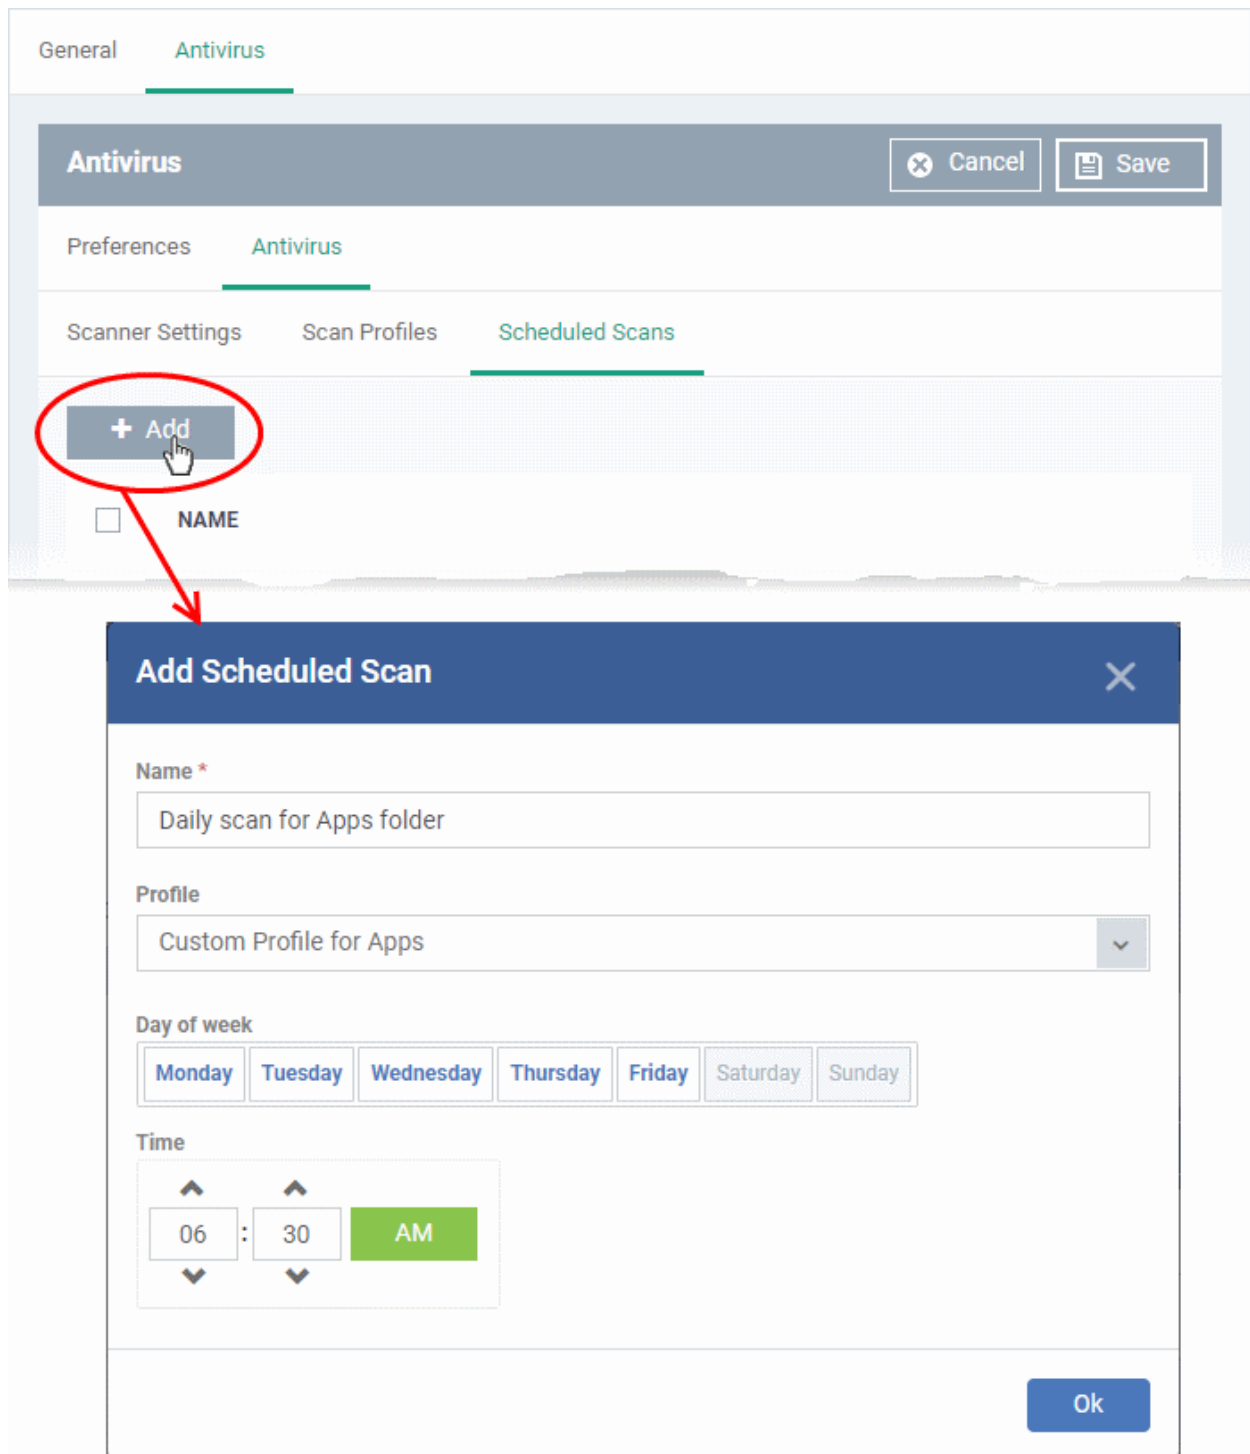 General Antivirus
Antivirus Cancel Save
Preferences Antivirus
Scanner Settings Scan Profiles Scheduled Scans
+ Add
NAME
Add Scheduled Scan
Name *
Daily scan for Apps folder
Profile
Custom Profile for Apps
Day of week
Monday Tuesday Wednesday Thursday Friday Saturday Sunday
Time
06 : 30 AM
Ok